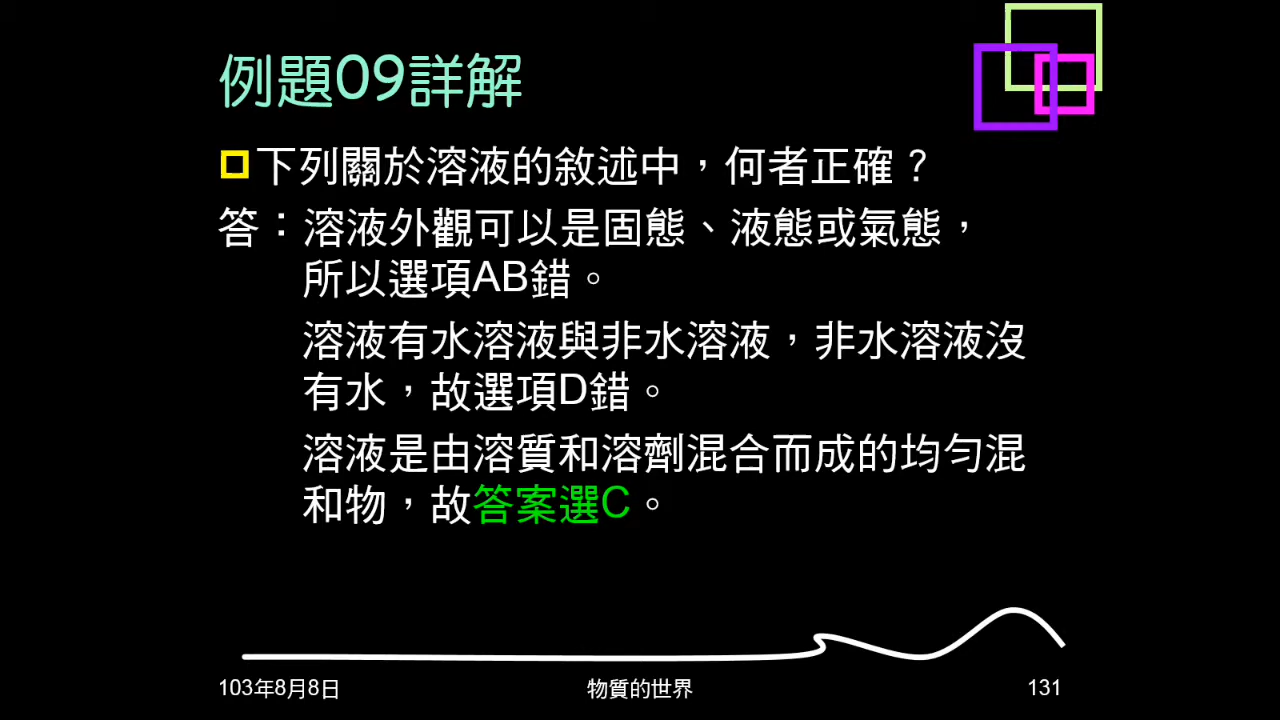 例題09詳解
下列關於溶液的敘述中，何者正確？
答：溶液外觀可以是固態、液態或氣態，
所以選項AB錯。
溶液有水溶液與非水溶液，非水溶液沒
有水，故選項D錯。
溶液是由溶質和溶劑混合而成的均勻混
和物，故答案選C。
103年8月8日
物質的世界
131